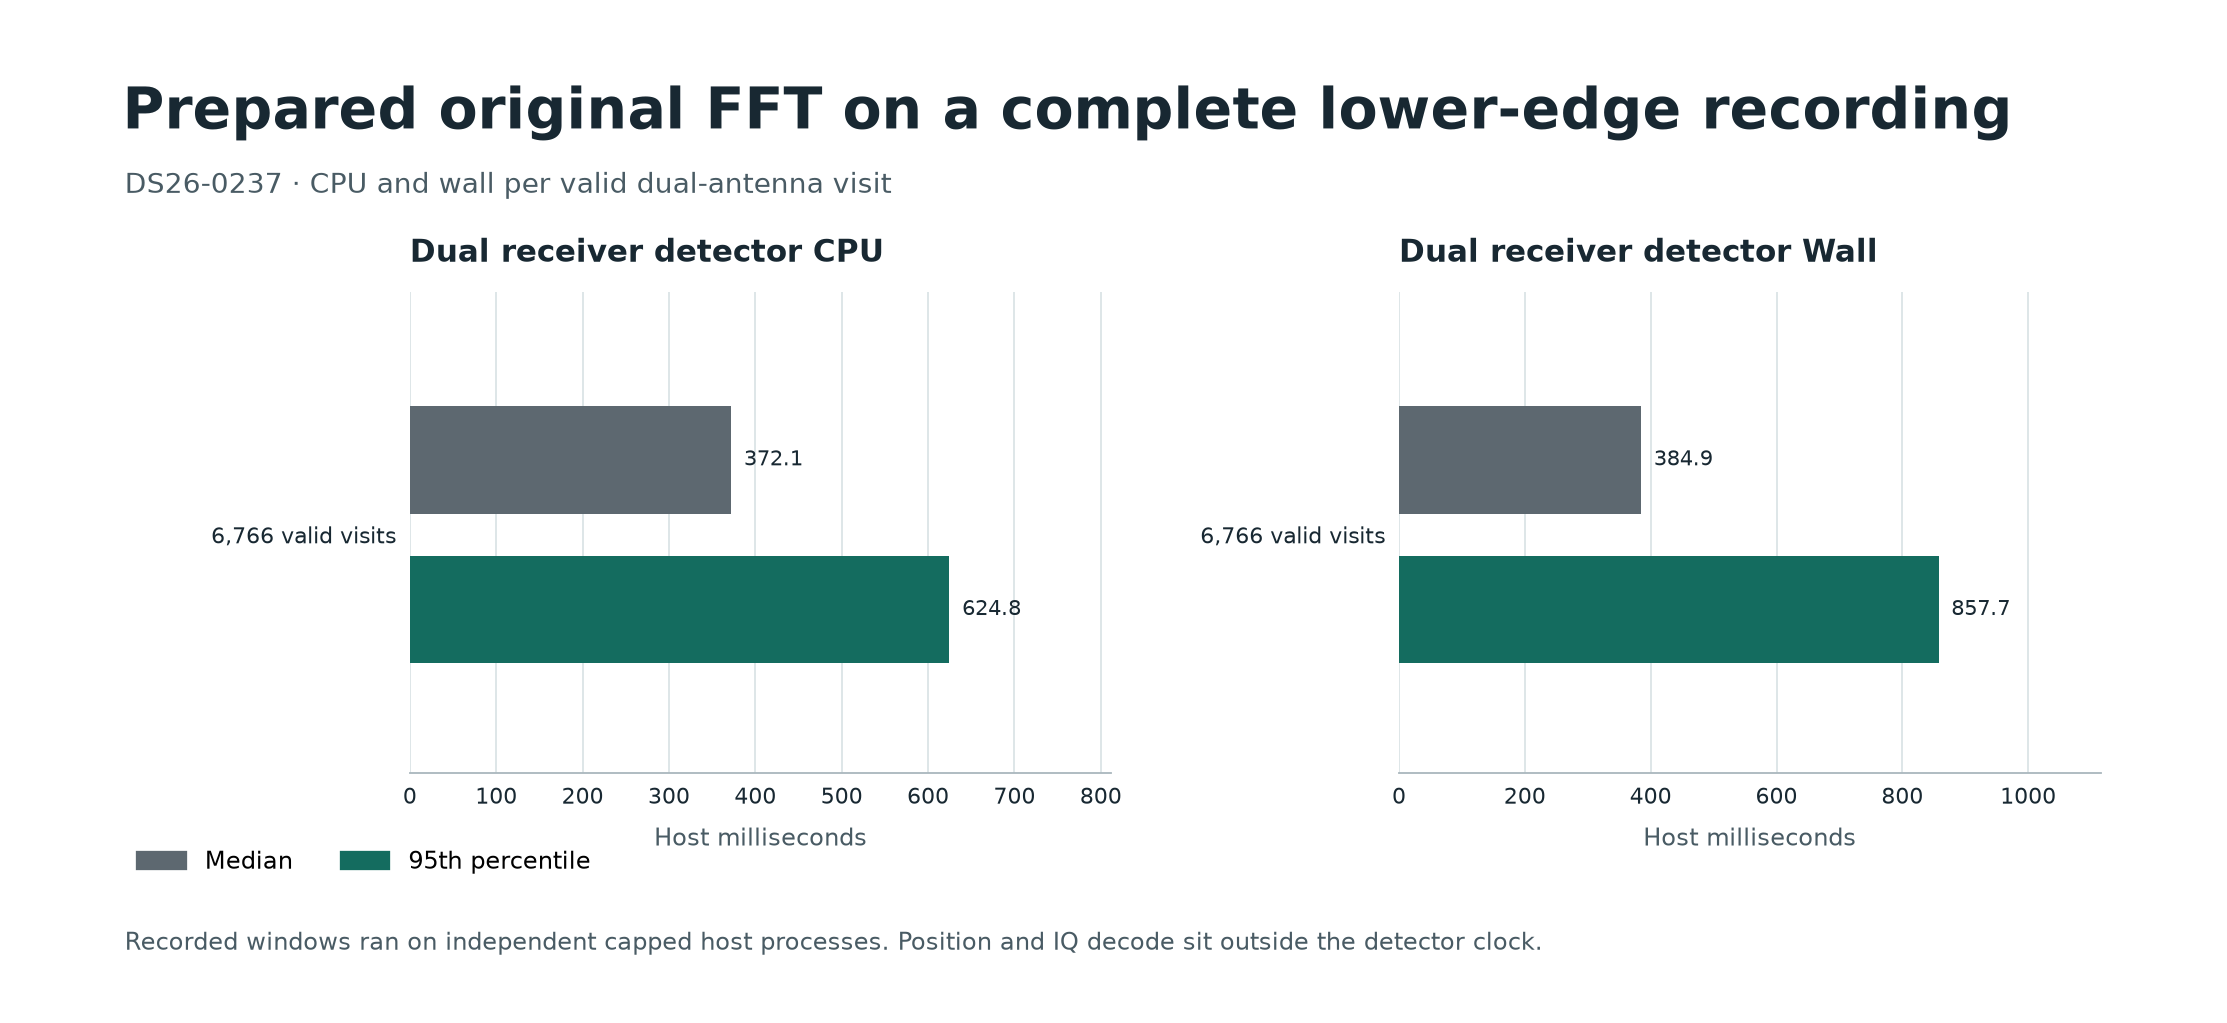 Prepared original FFT on a complete lower-edge recording
DS26-0237 · CPU and wall per valid dual-antenna visit
Dual receiver detector CPU
372.1
6,766 valid visits
624.8
0 100 200 300 400 500 600 700 800
Host milliseconds
Dual receiver detector Wall
384.9
6,766 valid visits
857.7
0 200 400 600 800 1000
Host milliseconds
Median 95th percentile
Recorded windows ran on independent capped host processes. Position and IQ decode sit outside the detector clock.